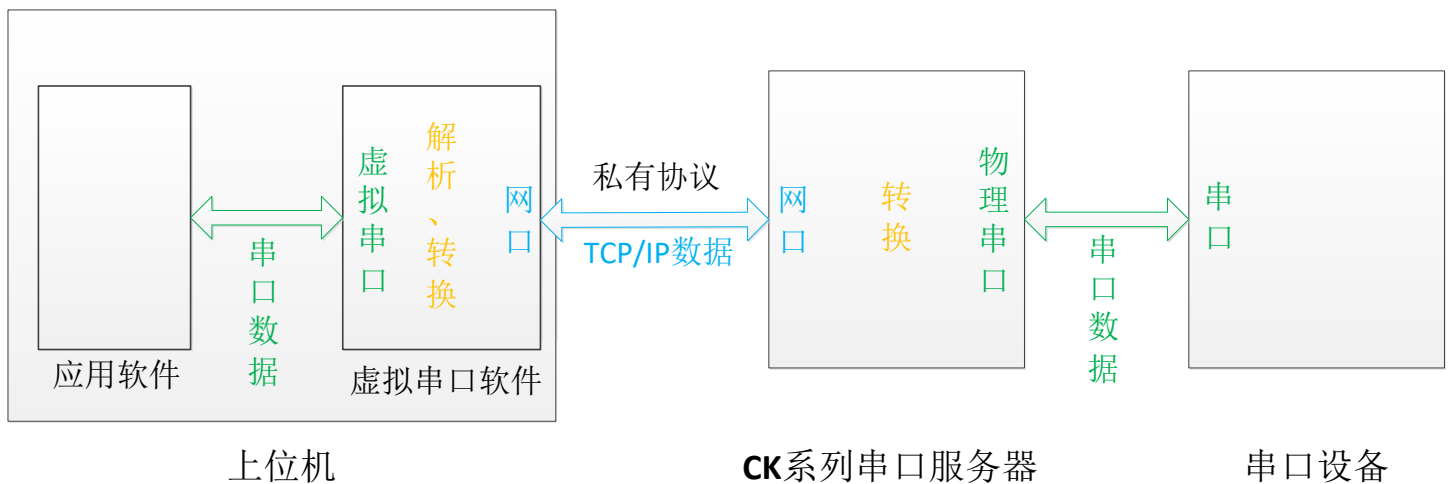 应用软件
串口数据
虚拟串口
解析、转换
网口
虚拟串口软件
上位机
私有协议
TCP/IP数据
网口
转换
物理串口
CK系列串口服务器
串口数据
串口
串口设备